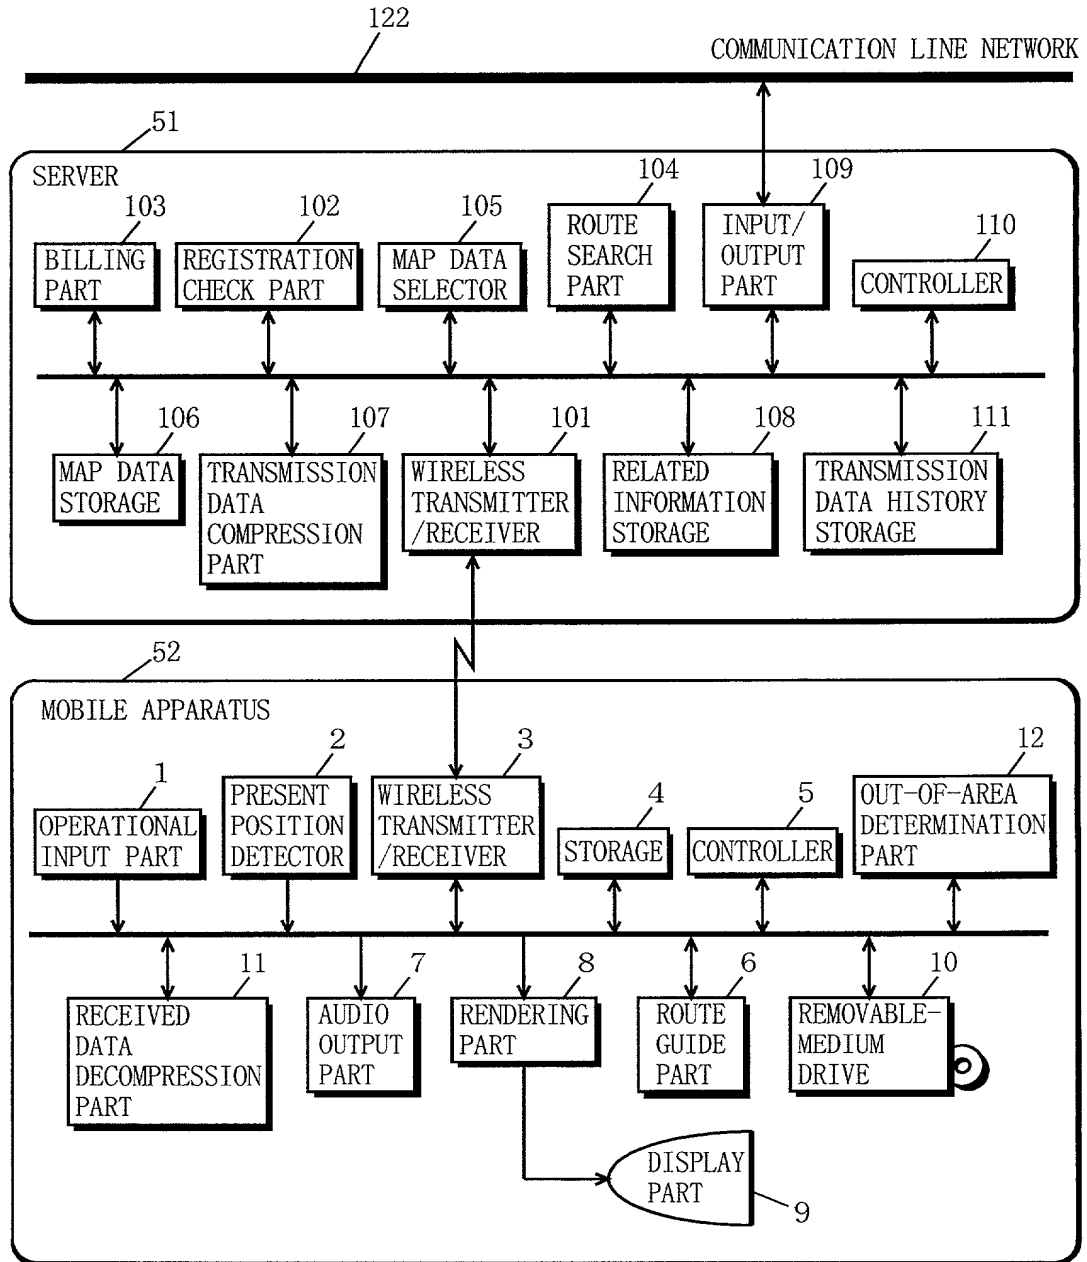 122
COMMUNICATION LINE NETWORK
51
SERVER
103
BILLING
PART
102
REGISTRATION
CHECK PART
105
MAP DATA
SELECTOR
104
ROUTE
SEARCH
PART
109
INPUT/
OUTPUT
PART
110
CONTROLLER
106
MAP DATA
STORAGE
107
TRANSMISSION
DATA
COMPRESSION
PART
101
WIRELESS
TRANSMITTER
/RECEIVER
108
RELATED
INFORMATION
STORAGE
111
TRANSMISSION
DATA HISTORY
STORAGE
52
MOBILE APPARATUS
1
OPERATIONAL
INPUT PART
2
PRESENT
POSITION
DETECTOR
3
WIRELESS
TRANSMITTER
/RECEIVER
4
STORAGE
5
CONTROLLER
12
OUT-OF-AREA
DETERMINATION
PART
11
RECEIVED
DATA
DECOMPRESSION
PART
7
AUDIO
OUTPUT
PART
8
RENDERING
PART
6
ROUTE
GUIDE
PART
10
REMOVABLE-
MEDIUM
DRIVE
DISPLAY
PART
9